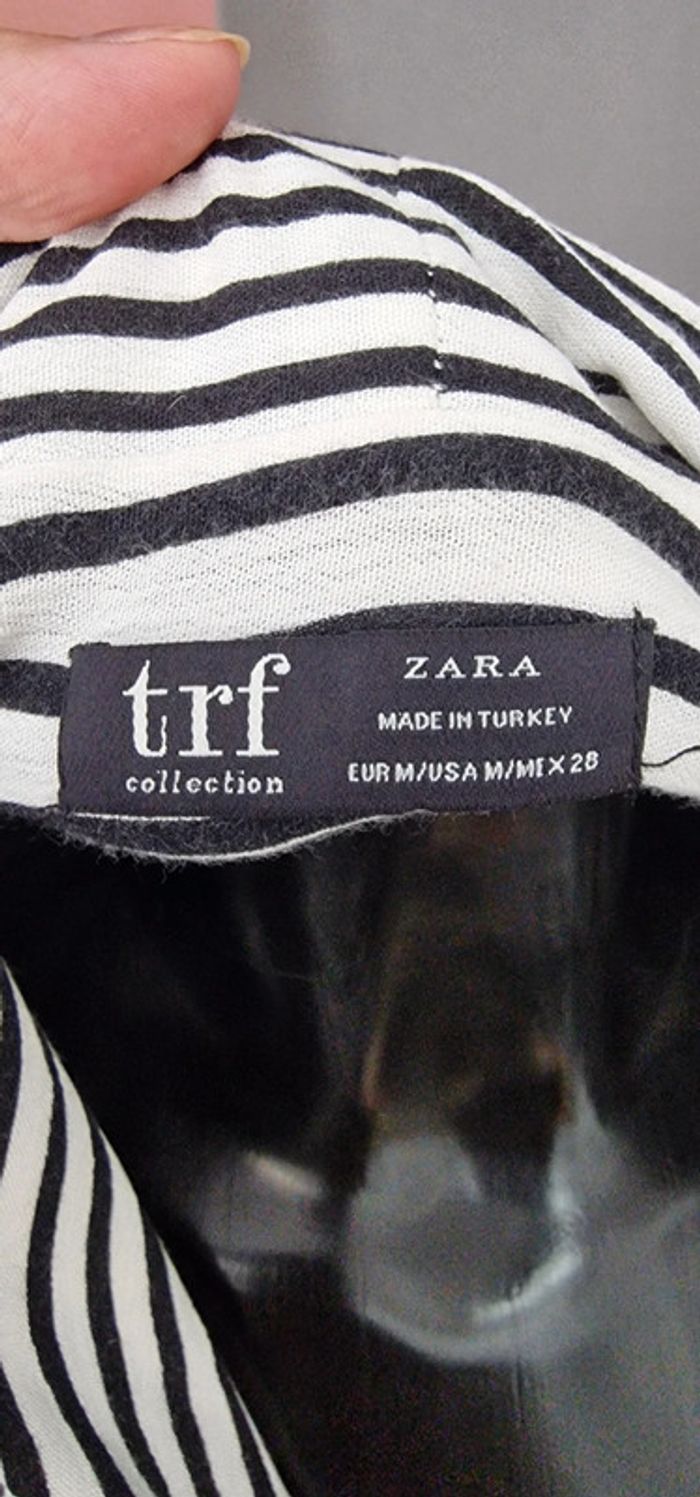 trf
collection
ZARA
MADE IN TURKEY
EUR M/USA M/MEX 28